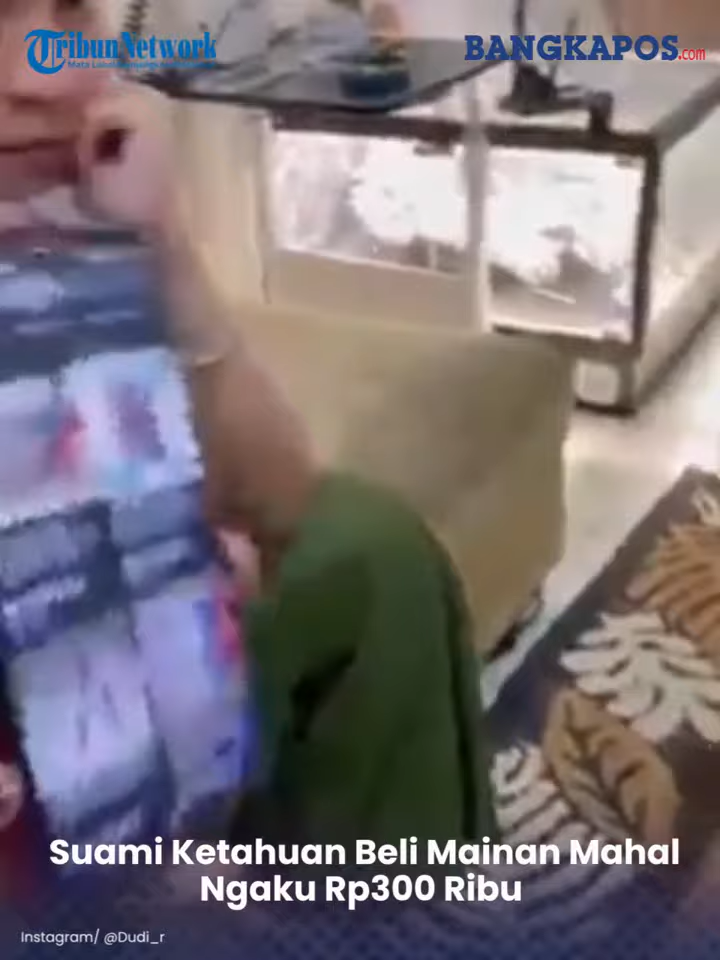 TribunNetwork
BANGKAPOS.com
Suami Ketahuan Beli Mainan Mahal
Ngaku Rp300 Ribu
Instagram/ @Dudi_r